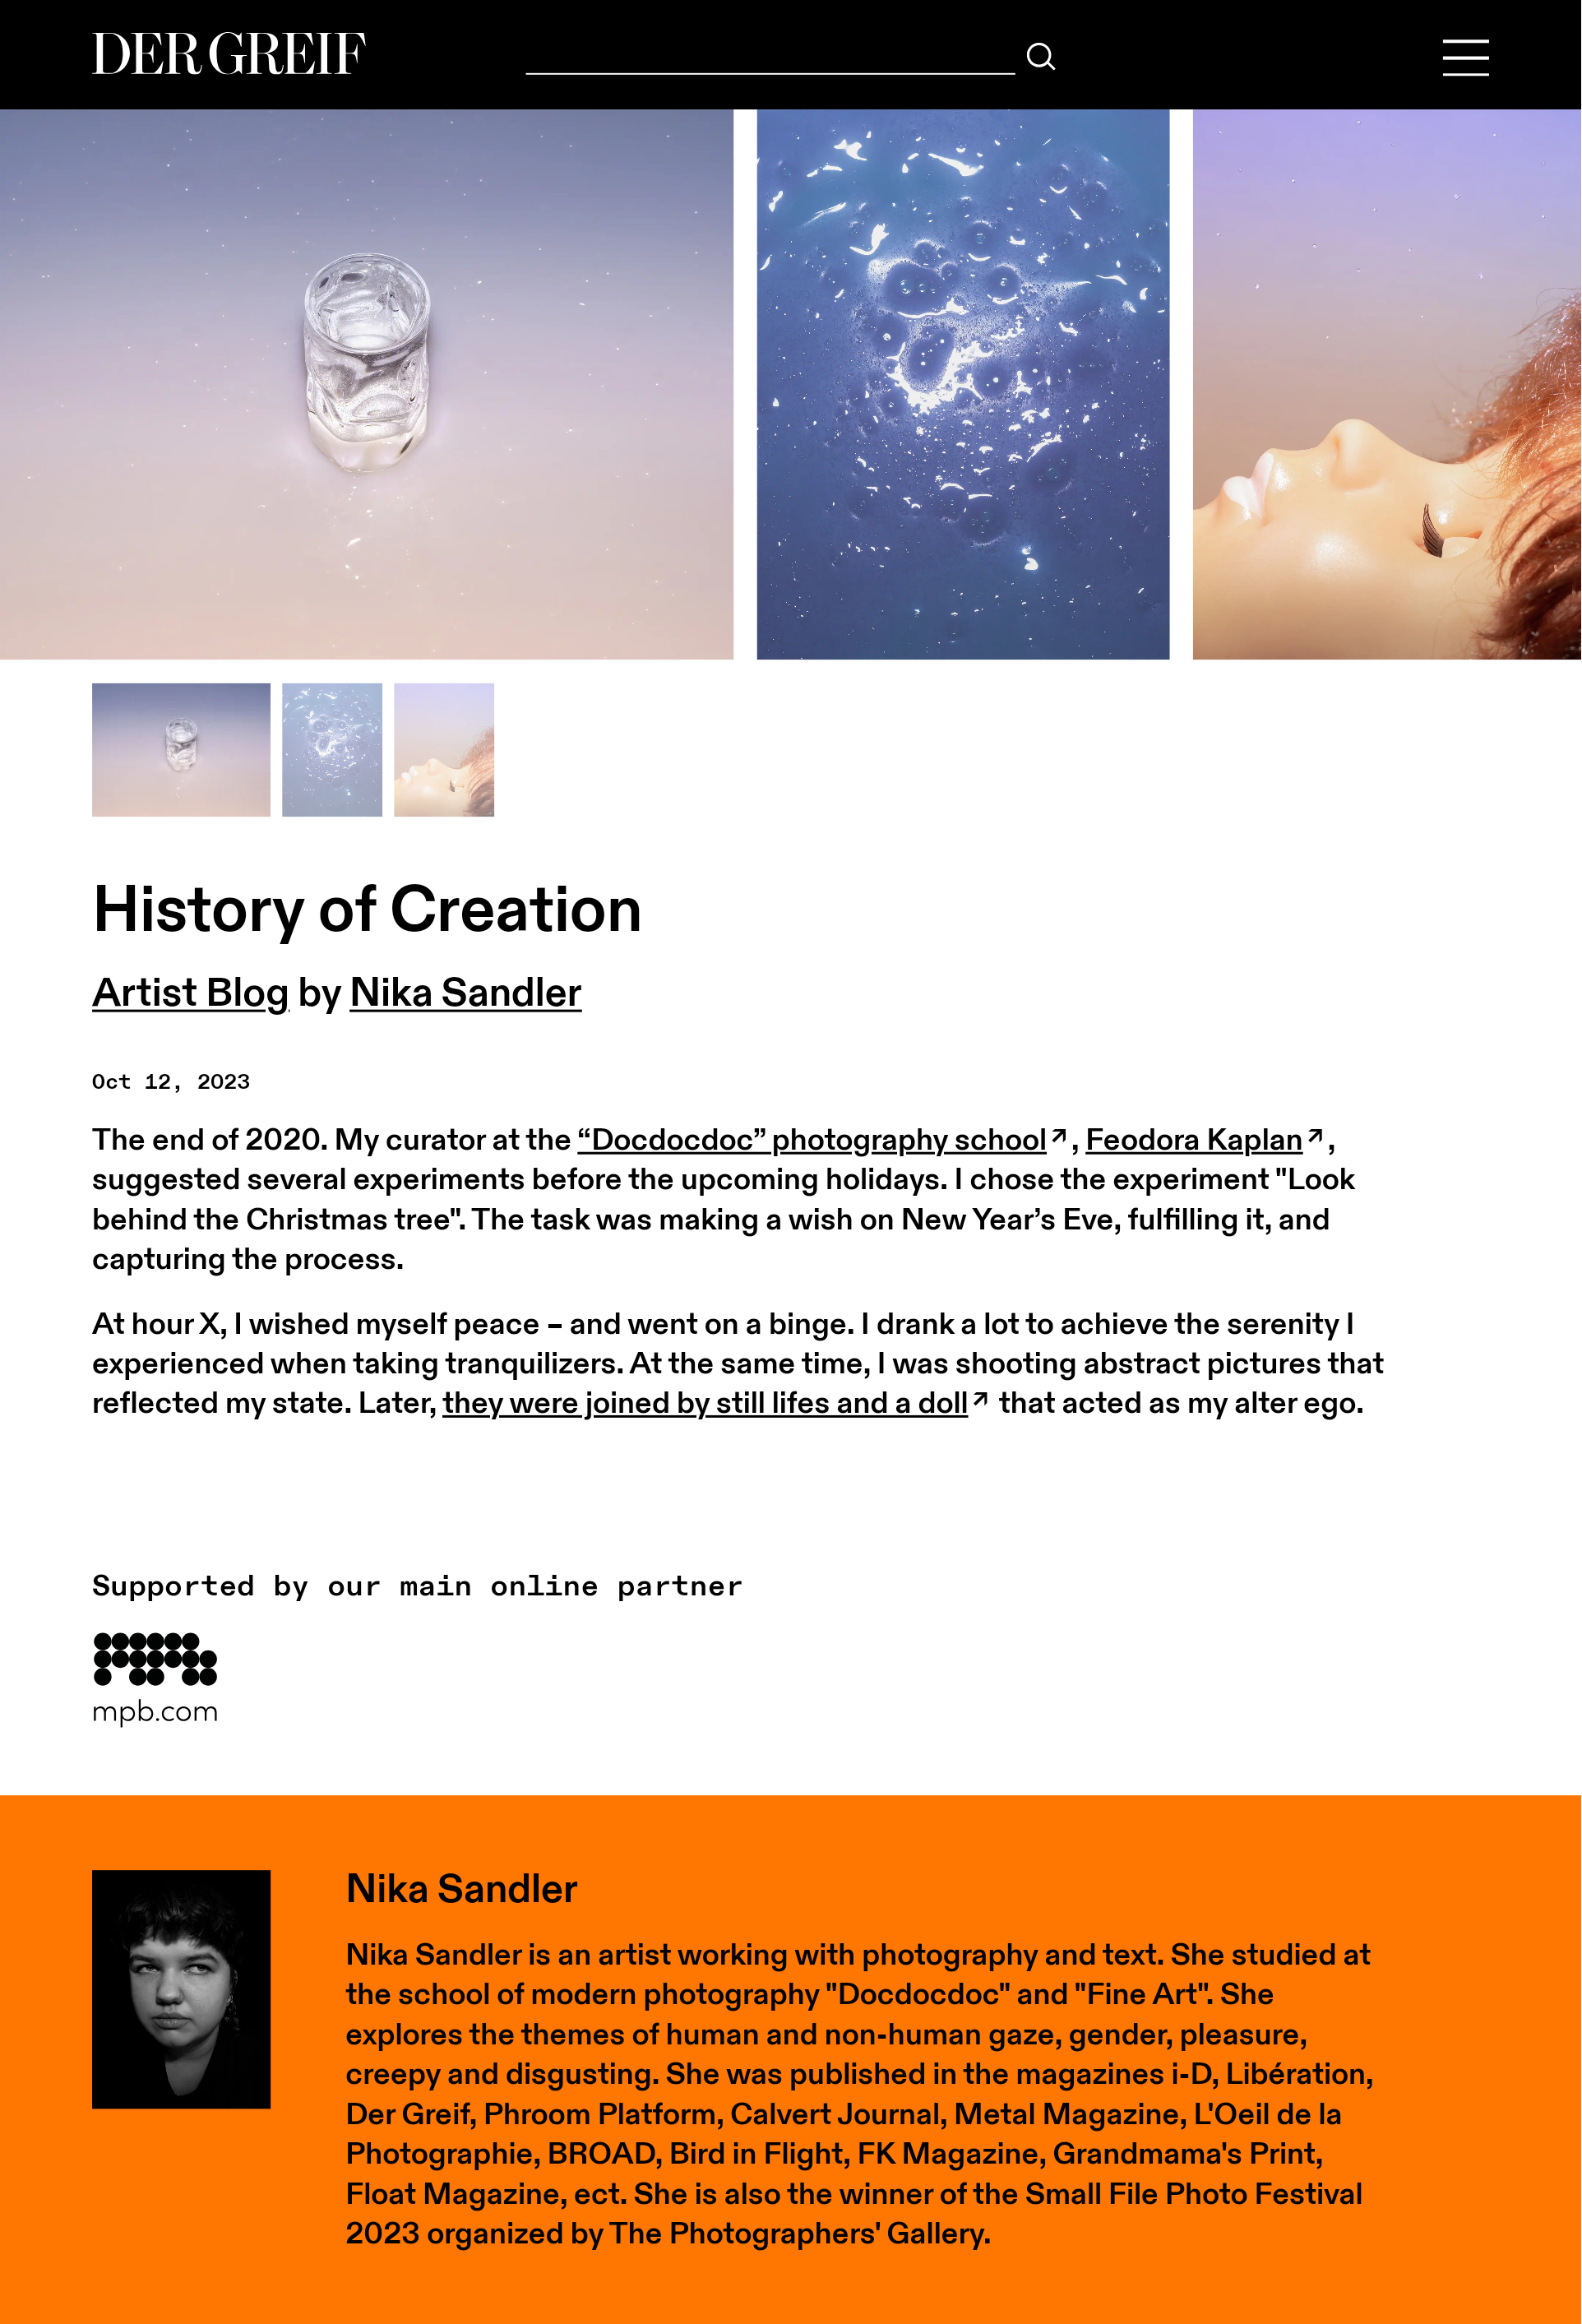 DER GREIF
History of Creation
Artist Blog by Nika Sandler
Oct 12, 2023
The end of 2020. My curator at the “Docdocdoc” photography school↗, Feodora Kaplan↗,
suggested several experiments before the upcoming holidays. I chose the experiment "Look
behind the Christmas tree". The task was making a wish on New Year’s Eve, fulfilling it, and
capturing the process.
At hour X, I wished myself peace – and went on a binge. I drank a lot to achieve the serenity I
experienced when taking tranquilizers. At the same time, I was shooting abstract pictures that
reflected my state. Later, they were joined by still lifes and a doll↗ that acted as my alter ego.
Supported by our main online partner
mpb.com
Nika Sandler
Nika Sandler is an artist working with photography and text. She studied at
the school of modern photography "Docdocdoc" and "Fine Art". She
explores the themes of human and non-human gaze, gender, pleasure,
creepy and disgusting. She was published in the magazines i-D, Libération,
Der Greif, Phroom Platform, Calvert Journal, Metal Magazine, L'Oeil de la
Photographie, BROAD, Bird in Flight, FK Magazine, Grandmama's Print,
Float Magazine, ect. She is also the winner of the Small File Photo Festival
2023 organized by The Photographers' Gallery.